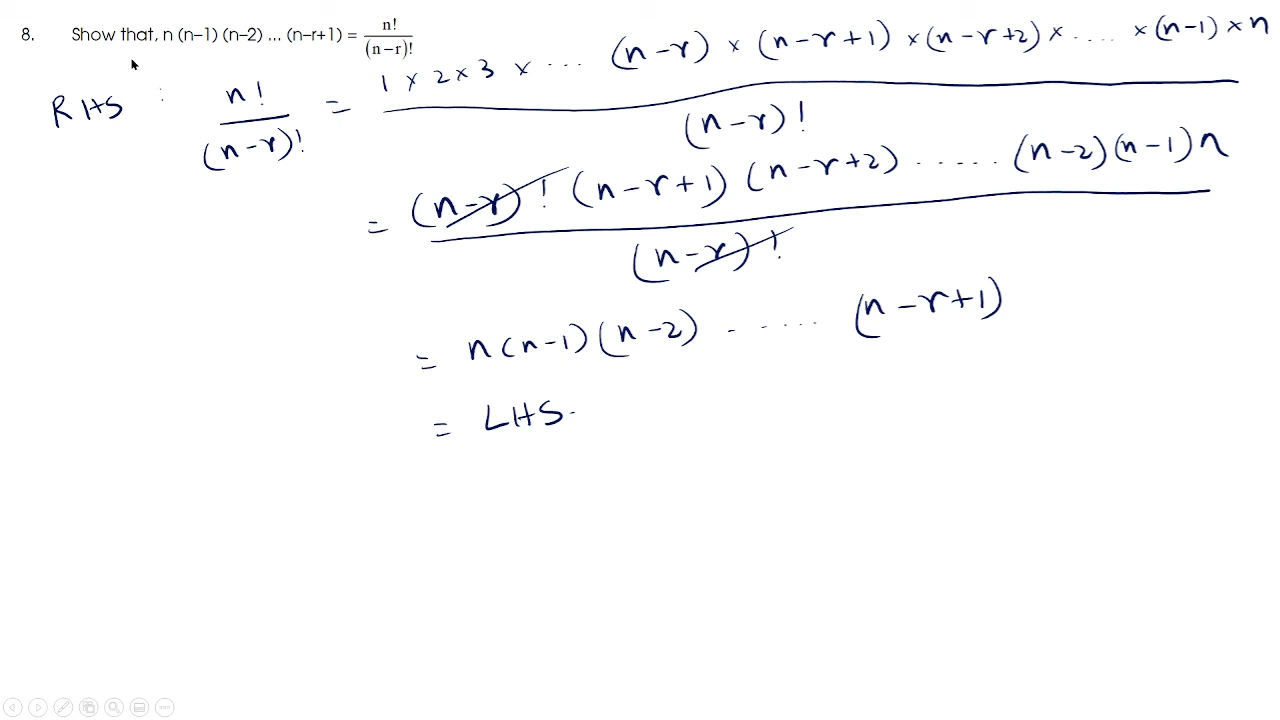 8. Show that, n (n–1) (n–2) ... (n–r+1) = n! / (n−r)!
RHS : n! / (n-r)! = 1 × 2 × 3 × ... (n-r) × (n-r+1) × (n-r+2) × .... × (n-1) × n / (n-r)!
= (n-r)! (n-r+1) (n-r+2) ...... (n-2)(n-1)n / (n-r)!
= n(n-1)(n-2) ...... (n-r+1)
= LHS.